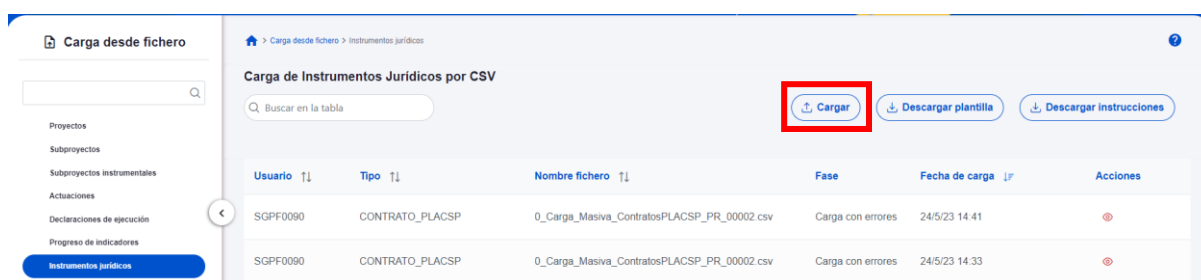 Carga desde fichero
> Carga desde fichero > Instrumentos jurídicos
?
Carga de Instrumentos Jurídicos por CSV
Buscar en la tabla
Cargar
Descargar plantilla
Descargar instrucciones
Proyectos
Subproyectos
Subproyectos instrumentales
Actuaciones
Declaraciones de ejecución
Progreso de indicadores
Instrumentos jurídicos
Usuario Tipo Nombre fichero Fase Fecha de carga Acciones
SGPF0090 CONTRATO_PLACSP 0_Carga_Masiva_ContratosPLACSP_PR_00002.csv Carga con errores 24/5/23 14:41
SGPF0090 CONTRATO_PLACSP 0_Carga_Masiva_ContratosPLACSP_PR_00002.csv Carga con errores 24/5/23 14:33